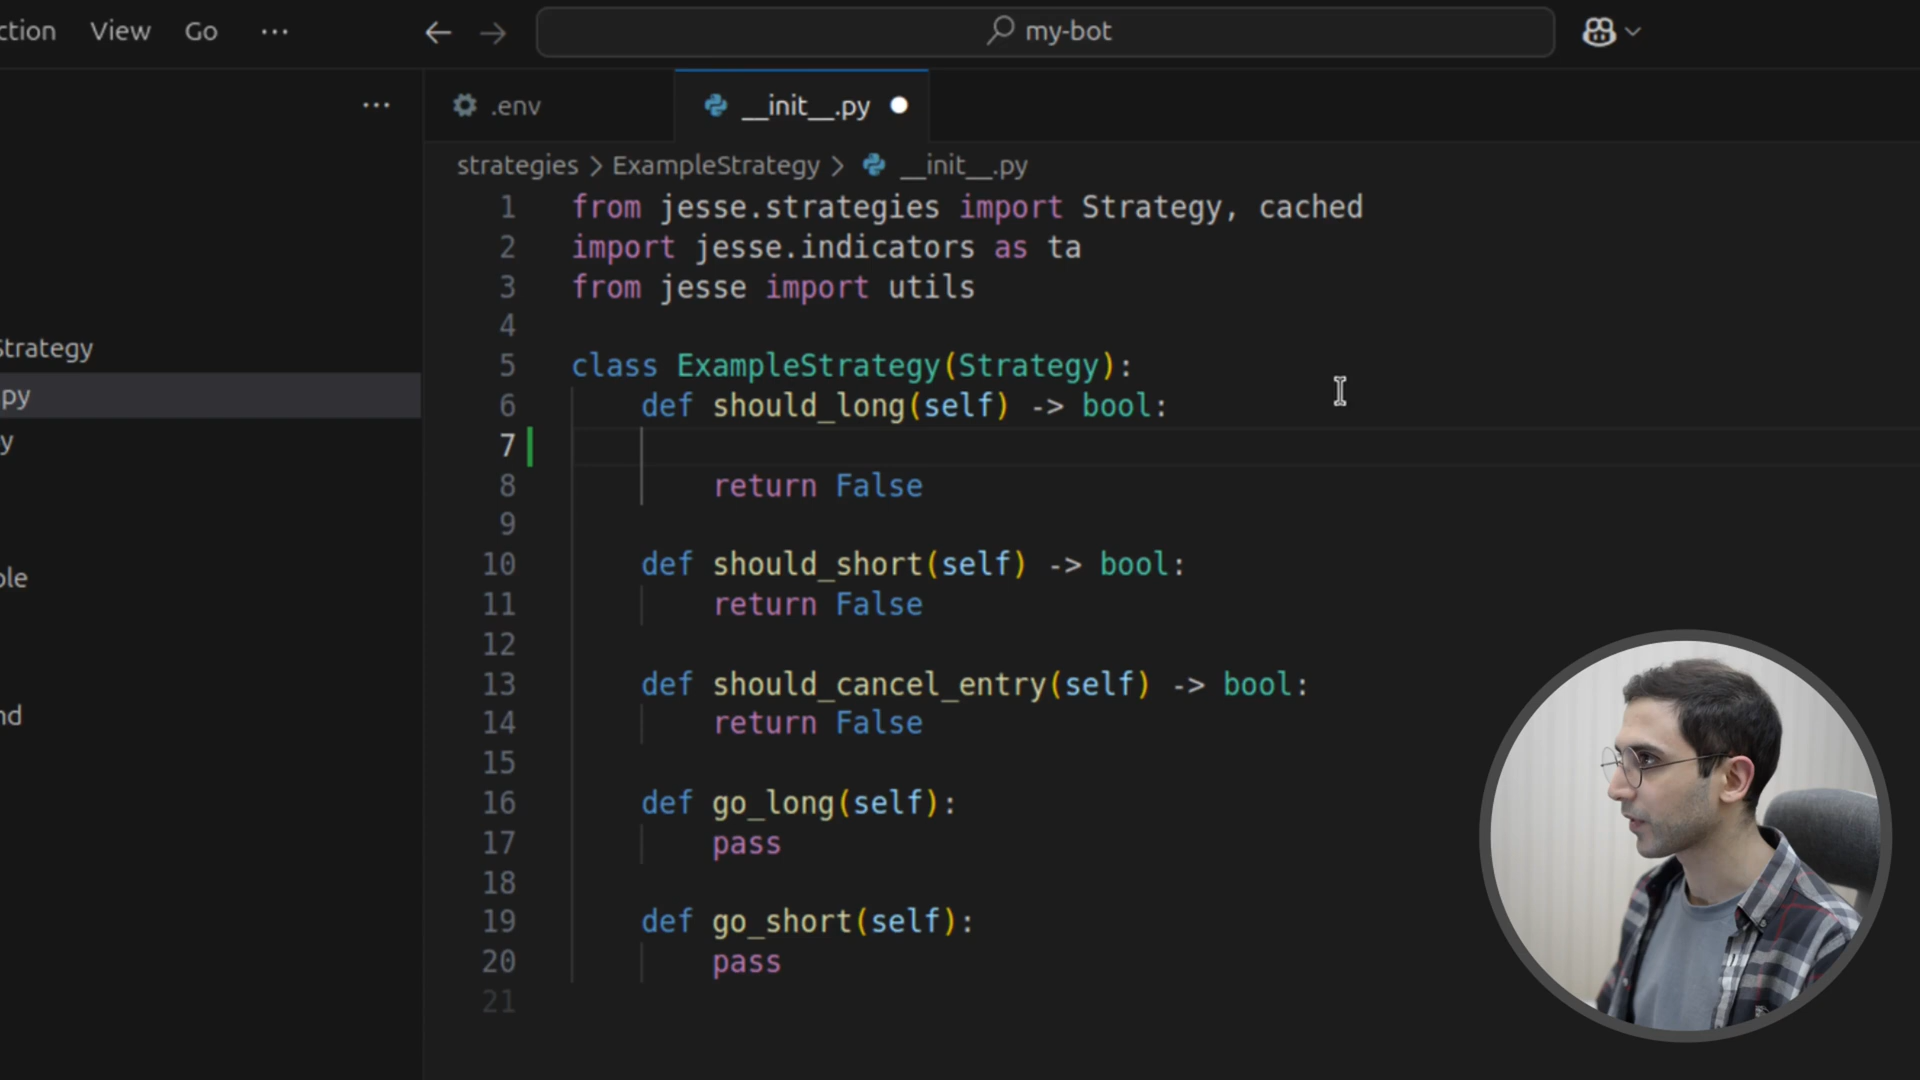 ction View Go ···
my-bot
···
.env
__init__.py
strategies > ExampleStrategy > __init__.py
Strategy
py
y
ole
nd
1 from jesse.strategies import Strategy, cached
2 import jesse.indicators as ta
3 from jesse import utils
4
5 class ExampleStrategy(Strategy):
6 def should_long(self) -> bool:
7
8 return False
9
10 def should_short(self) -> bool:
11 return False
12
13 def should_cancel_entry(self) -> bool:
14 return False
15
16 def go_long(self):
17 pass
18
19 def go_short(self):
20 pass
21